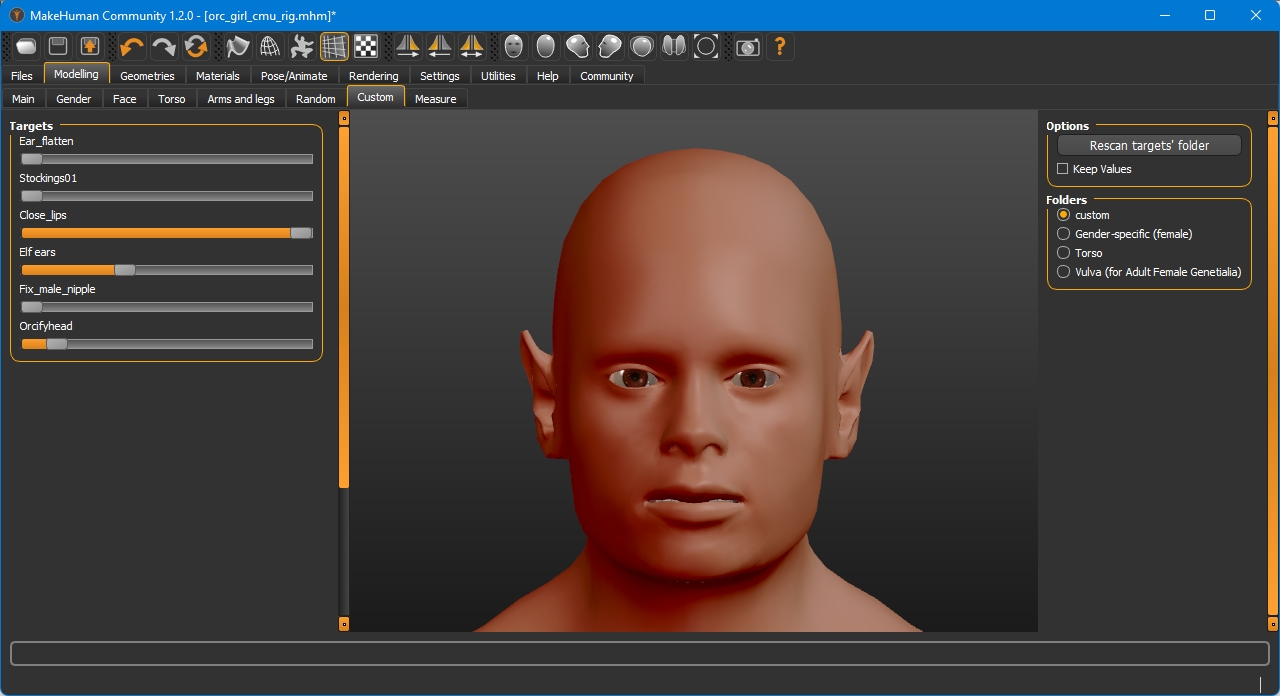 MakeHuman Community 1.2.0 - [orc_girl_cmu_rig.mhm]*
?
Files Modelling Geometries Materials Pose/Animate Rendering Settings Utilities Help Community
Main Gender Face Torso Arms and legs Random Custom Measure
Targets
Ear_flatten
Stockings01
Close_lips
Elf ears
Fix_male_nipple
Orcifyhead
Options
Rescan targets' folder
Keep Values
Folders
custom
Gender-specific (female)
Torso
Vulva (for Adult Female Genetialia)